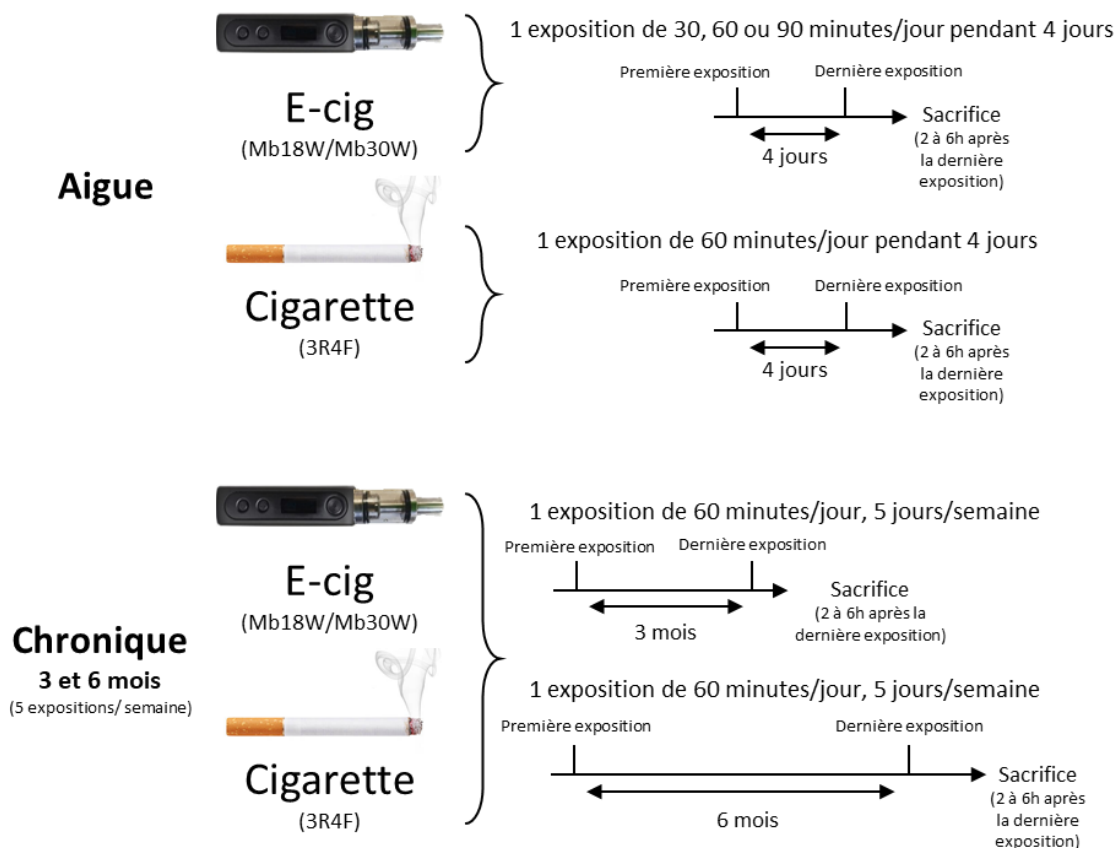 1 exposition de 30, 60 ou 90 minutes/jour pendant 4 jours
Première exposition
Dernière exposition
E-cig
(Mb18W/Mb30W)
4 jours
Sacrifice
(2 à 6h après
la dernière
exposition)
Aigue
1 exposition de 60 minutes/jour pendant 4 jours
Première exposition
Dernière exposition
Cigarette
(3R4F)
4 jours
Sacrifice
(2 à 6h après
la dernière
exposition)
1 exposition de 60 minutes/jour, 5 jours/semaine
Première exposition
Dernière exposition
E-cig
(Mb18W/Mb30W)
3 mois
Sacrifice
(2 à 6h après la
dernière exposition)
Chronique
3 et 6 mois
(5 expositions/ semaine)
1 exposition de 60 minutes/jour, 5 jours/semaine
Première exposition
Dernière exposition
Cigarette
(3R4F)
6 mois
Sacrifice
(2 à 6h après
la dernière
exposition)